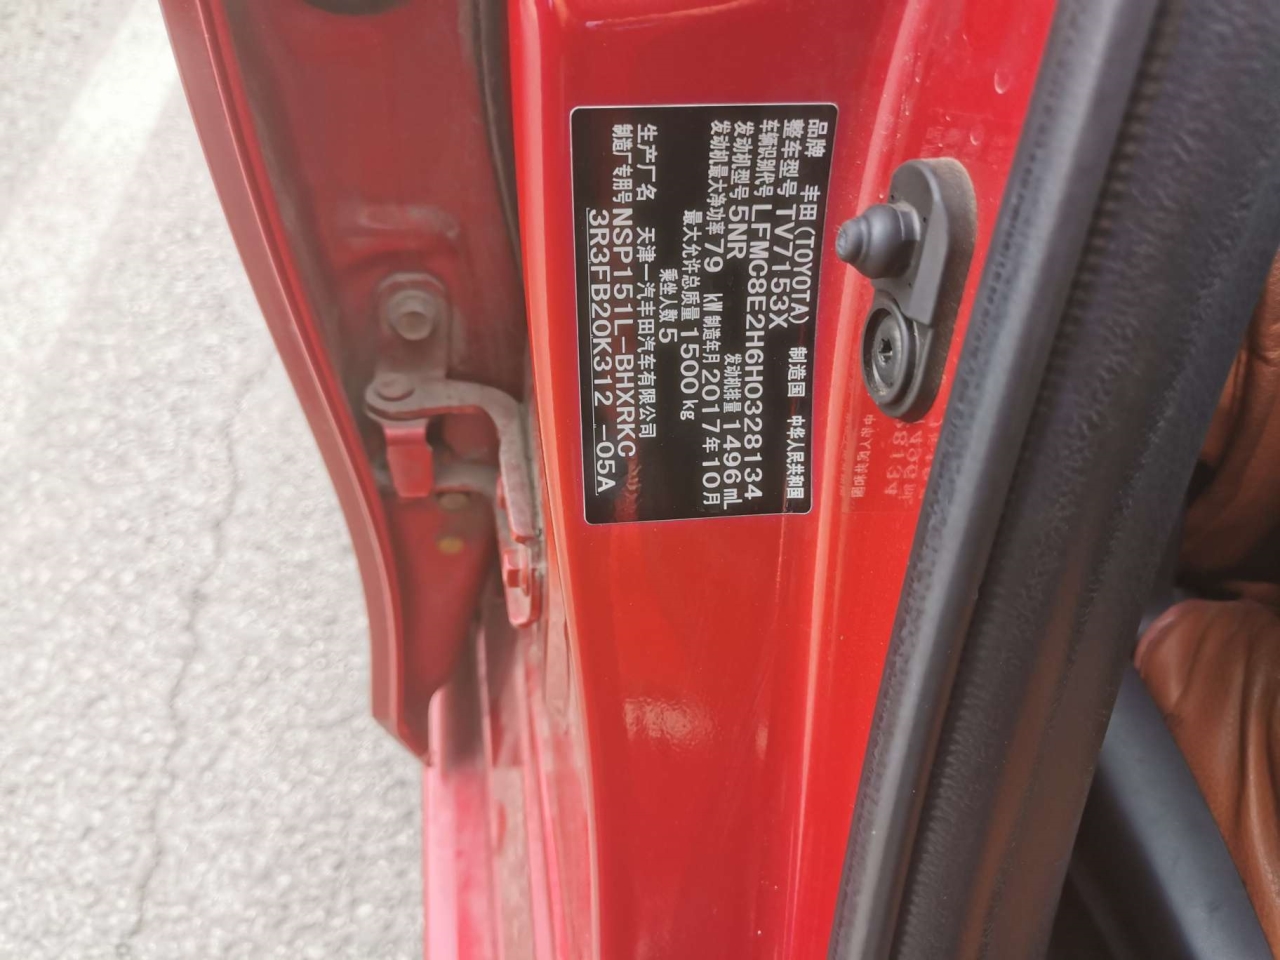 品牌 丰田(TOYOTA) 制造国 中华人民共和国
整车型号 TV7153X
车辆识别代号 LFMC8E2H6H0328134
发动机型号 5NR 发动机排量 1496 mL
发动机最大净功率 79 kW 制造年月 2017年10月
最大允许总质量 1500 kg
乘坐人数 5
生产厂名 天津一汽丰田汽车有限公司
制造厂专用号 NSP151L-BHXRKC
3R3FB20K312 -05A